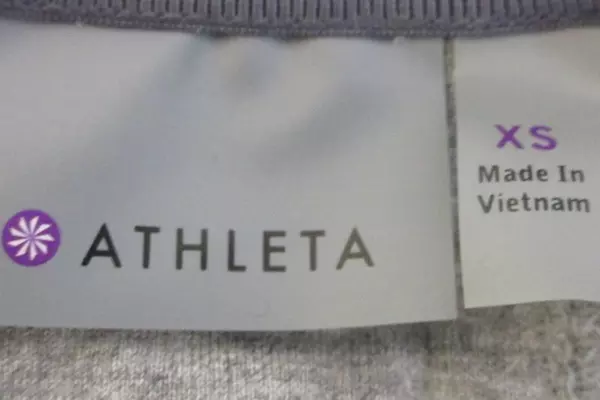 ATHLETA
XS
Made In
Vietnam